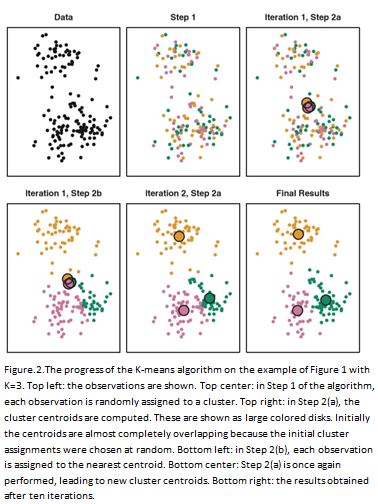 Data
Step 1
Iteration 1, Step 2a
Iteration 1, Step 2b
Iteration 2, Step 2a
Final Results
Figure.2.The progress of the K-means algorithm on the example of Figure 1 with
K=3. Top left: the observations are shown. Top center: in Step 1 of the algorithm,
each observation is randomly assigned to a cluster. Top right: in Step 2(a), the
cluster centroids are computed. These are shown as large colored disks. Initially
the centroids are almost completely overlapping because the initial cluster
assignments were chosen at random. Bottom left: in Step 2(b), each observation
is assigned to the nearest centroid. Bottom center: Step 2(a) is once again
performed, leading to new cluster centroids. Bottom right: the results obtained
after ten iterations.